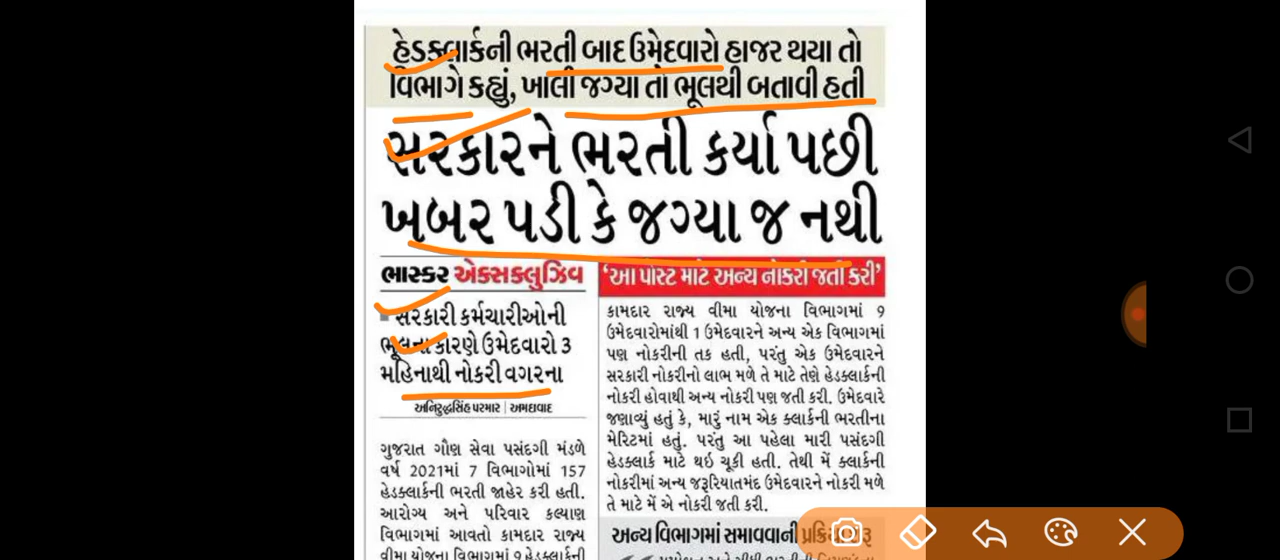 હેડક્લાર્કની ભરતી બાદ ઉમેદવારો હાજર થયા તો
વિભાગે કહ્યું, ખાલી જગ્યા તો ભૂલથી બતાવી હતી
સરકારને ભરતી કર્યા પછી
ખબર પડી કે જગ્યા જ નથી
ભાસ્કર એક્સક્લુઝિવ
સરકારી કર્મચારીઓની
ભૂલના કારણે ઉમેદવારો 3
મહિનાથી નોકરી વગરના
અનિરુદ્ધસિંહ પરમાર | અમદાવાદ
ગુજરાત ગૌણ સેવા પસંદગી મંડળે
વર્ષ 2021માં 7 વિભાગોમાં 157
હેડક્લાર્કની ભરતી જાહેર કરી હતી.
આરોગ્ય અને પરિવાર કલ્યાણ
વિભાગમાં આવતો કામદાર રાજ્ય
વીમા યોજના વિભાગમાં 9 હેડક્લાર્કની
‘આ પોસ્ટ માટે અન્ય નોકરી જતી કરી’
કામદાર રાજ્ય વીમા યોજના વિભાગમાં 9
ઉમેદવારોમાંથી 1 ઉમેદવારને અન્ય એક વિભાગમાં
પણ નોકરીની તક હતી, પરંતુ એક ઉમેદવારને
સરકારી નોકરીનો લાભ મળે તે માટે તેણે હેડક્લાર્કની
નોકરી હોવાથી અન્ય નોકરી પણ જતી કરી. ઉમેદવારે
જણાવ્યું હતું કે, મારું નામ એક ક્લાર્કની ભરતીના
મેરિટમાં હતું. પરંતુ આ પહેલા મારી પસંદગી
હેડક્લાર્ક માટે થઇ ચૂકી હતી. તેથી મેં ક્લાર્કની
નોકરીમાં અન્ય જરૂરિયાતમંદ ઉમેદવારને નોકરી મળે
તે માટે મેં એ નોકરી જતી કરી.
અન્ય વિભાગમાં સમાવવાની